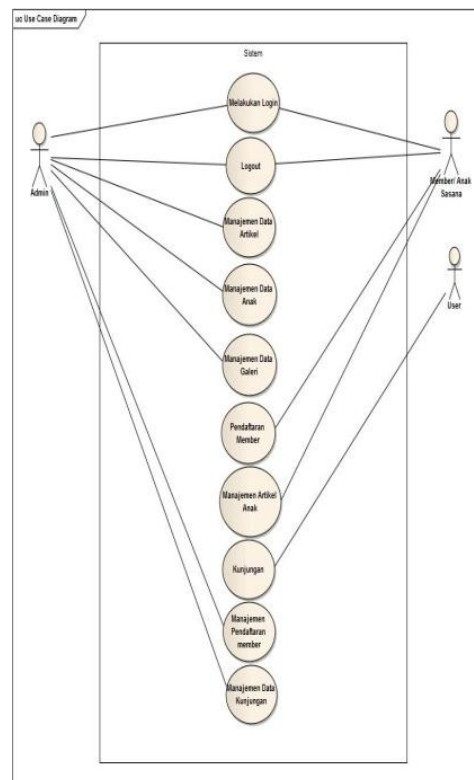 uc Use Case Diagram
Sistem
Melakukan Login
Logout
Admin
Member/ Anak
Sasana
Manajemen Data
Artikel
Manajemen Data
Anak
User
Manajemen Data
Galeri
Pendaftaran
Member
Manajemen Artikel
Anak
Kunjungan
Manajemen
Pendaftaran
member
Manajemen Data
Kunjungan